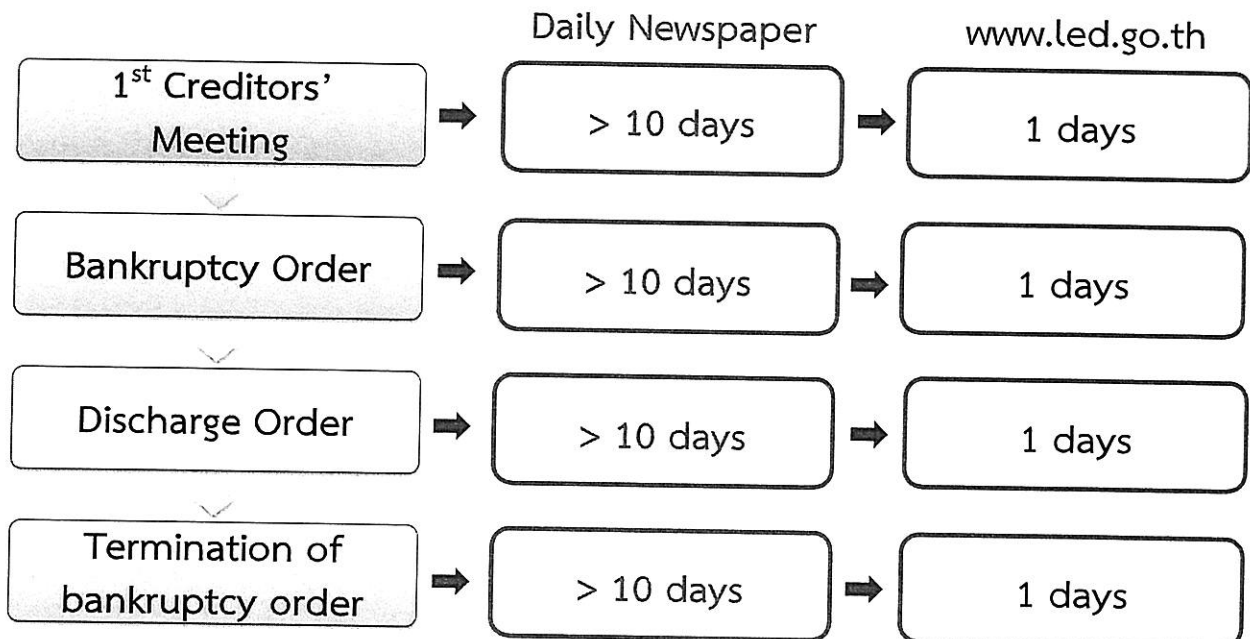 Daily Newspaper
www.led.go.th
1st Creditors'
Meeting
> 10 days
1 days
Bankruptcy Order
> 10 days
1 days
Discharge Order
> 10 days
1 days
Termination of
bankruptcy order
> 10 days
1 days